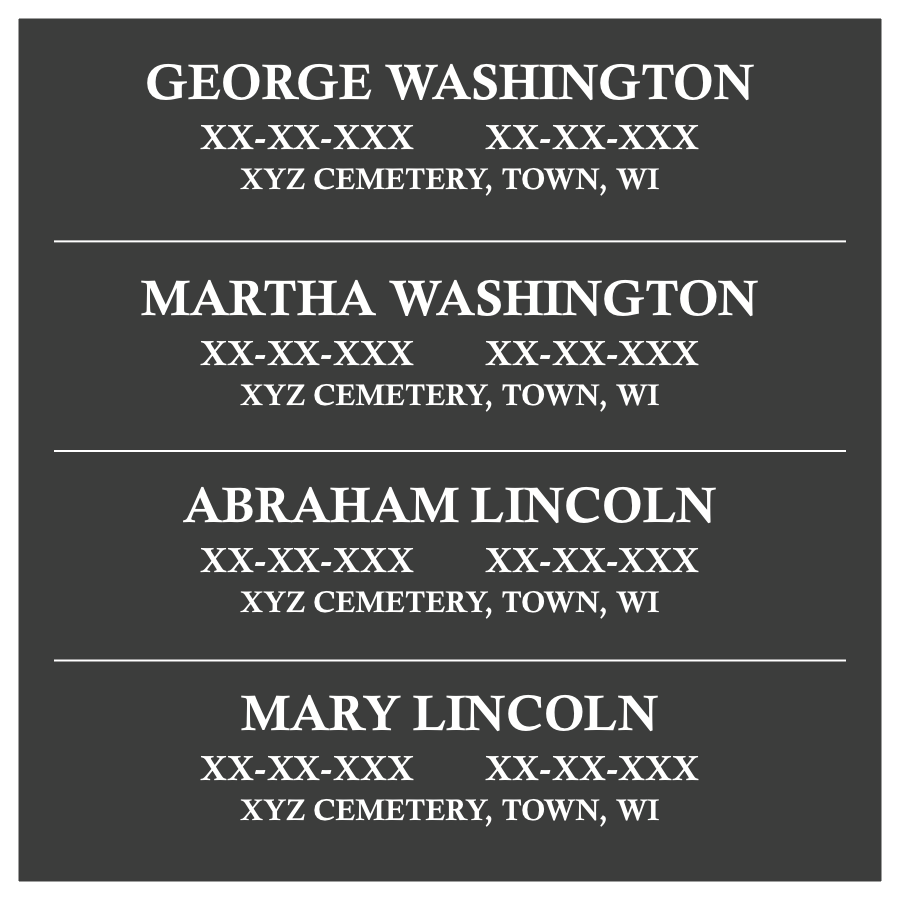 GEORGE WASHINGTON
XX-XX-XXX XX-XX-XXX
XYZ CEMETERY, TOWN, WI
MARTHA WASHINGTON
XX-XX-XXX XX-XX-XXX
XYZ CEMETERY, TOWN, WI
ABRAHAM LINCOLN
XX-XX-XXX XX-XX-XXX
XYZ CEMETERY, TOWN, WI
MARY LINCOLN
XX-XX-XXX XX-XX-XXX
XYZ CEMETERY, TOWN, WI